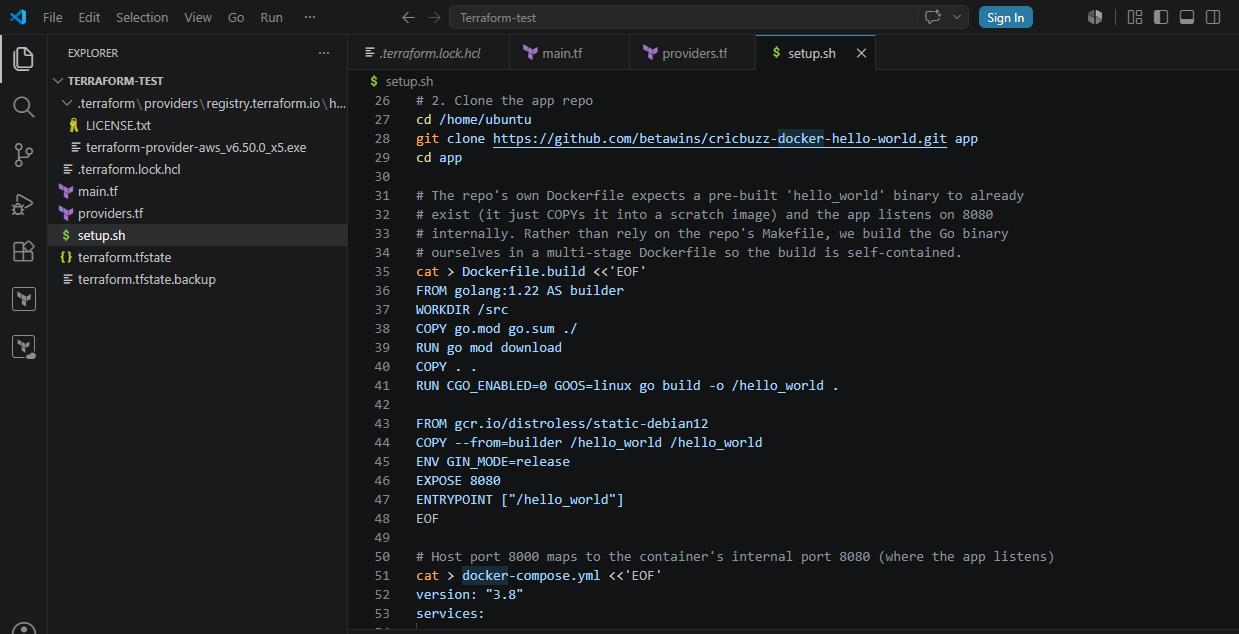 File Edit Selection View Go Run ··· Terraform-test Sign In
EXPLORER ···
TERRAFORM-TEST
.terraform\providers\registry.terraform.io\h...
LICENSE.txt
terraform-provider-aws_v6.50.0_x5.exe
.terraform.lock.hcl
main.tf
providers.tf
$ setup.sh
{} terraform.tfstate
terraform.tfstate.backup
.terraform.lock.hcl main.tf providers.tf $ setup.sh
$ setup.sh
26 # 2. Clone the app repo
27 cd /home/ubuntu
28 git clone https://github.com/betawins/cricbuzz-docker-hello-world.git app
29 cd app
30
31 # The repo's own Dockerfile expects a pre-built 'hello_world' binary to already
32 # exist (it just COPYs it into a scratch image) and the app listens on 8080
33 # internally. Rather than rely on the repo's Makefile, we build the Go binary
34 # ourselves in a multi-stage Dockerfile so the build is self-contained.
35 cat > Dockerfile.build <<'EOF'
36 FROM golang:1.22 AS builder
37 WORKDIR /src
38 COPY go.mod go.sum ./
39 RUN go mod download
40 COPY . .
41 RUN CGO_ENABLED=0 GOOS=linux go build -o /hello_world .
42
43 FROM gcr.io/distroless/static-debian12
44 COPY --from=builder /hello_world /hello_world
45 ENV GIN_MODE=release
46 EXPOSE 8080
47 ENTRYPOINT ["/hello_world"]
48 EOF
49
50 # Host port 8000 maps to the container's internal port 8080 (where the app listens)
51 cat > docker-compose.yml <<'EOF'
52 version: "3.8"
53 services: